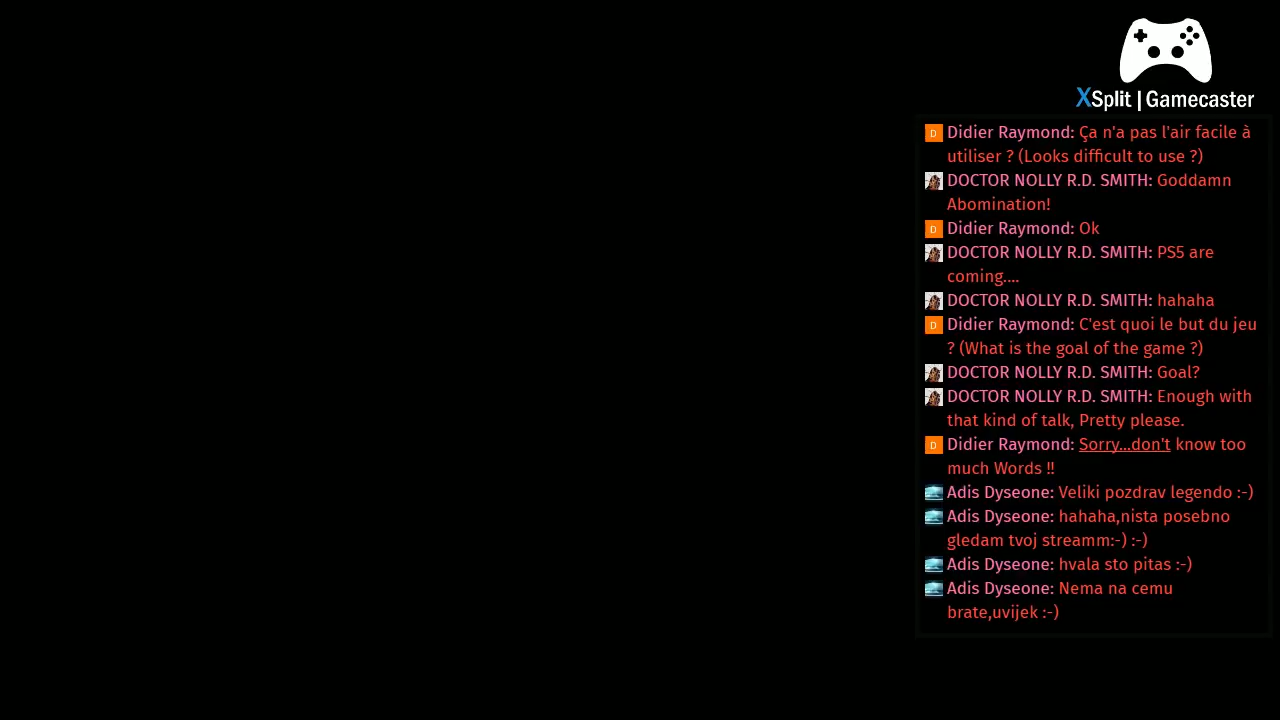 XSplit | Gamecaster
D Didier Raymond: Ça n'a pas l'air facile à
utiliser ? (Looks difficult to use ?)
DOCTOR NOLLY R.D. SMITH: Goddamn
Abomination!
D Didier Raymond: Ok
DOCTOR NOLLY R.D. SMITH: PS5 are
coming....
DOCTOR NOLLY R.D. SMITH: hahaha
D Didier Raymond: C'est quoi le but du jeu
? (What is the goal of the game ?)
DOCTOR NOLLY R.D. SMITH: Goal?
DOCTOR NOLLY R.D. SMITH: Enough with
that kind of talk, Pretty please.
D Didier Raymond: Sorry...don't know too
much Words !!
Adis Dyseone: Veliki pozdrav legendo :-)
Adis Dyseone: hahaha,nista posebno
gledam tvoj streamm:-) :-)
Adis Dyseone: hvala sto pitas :-)
Adis Dyseone: Nema na cemu
brate,uvijek :-)